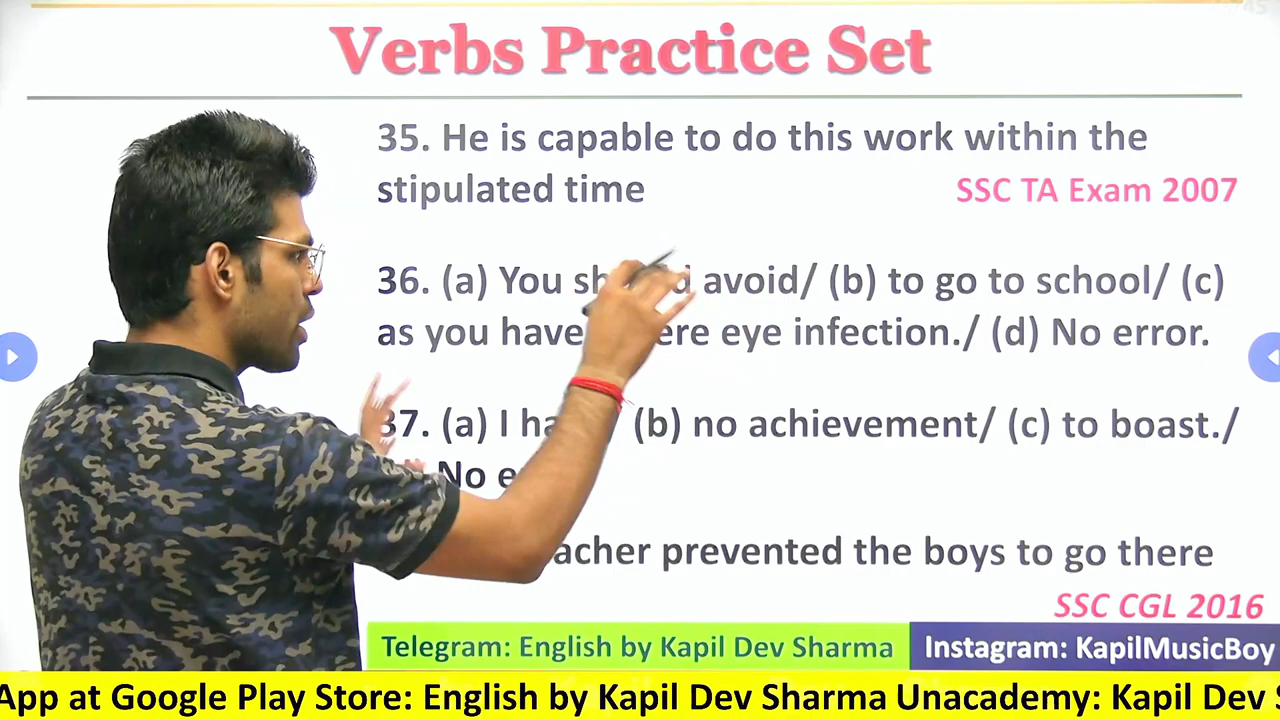 Verbs Practice Set
35. He is capable to do this work within the
stipulated time
SSC TA Exam 2007
36. (a) You avoid/ (b) to go to school/ (c)
as you have eye infection./ (d) No error.
37. (a) I (b) no achievement/ (c) to boast./
No
prevented the boys to go there
SSC CGL 2016
Telegram: English by Kapil Dev Sharma
Instagram: KapilMusicBoy
App at Google Play Store: English by Kapil Dev Sharma Unacademy: Kapil Dev